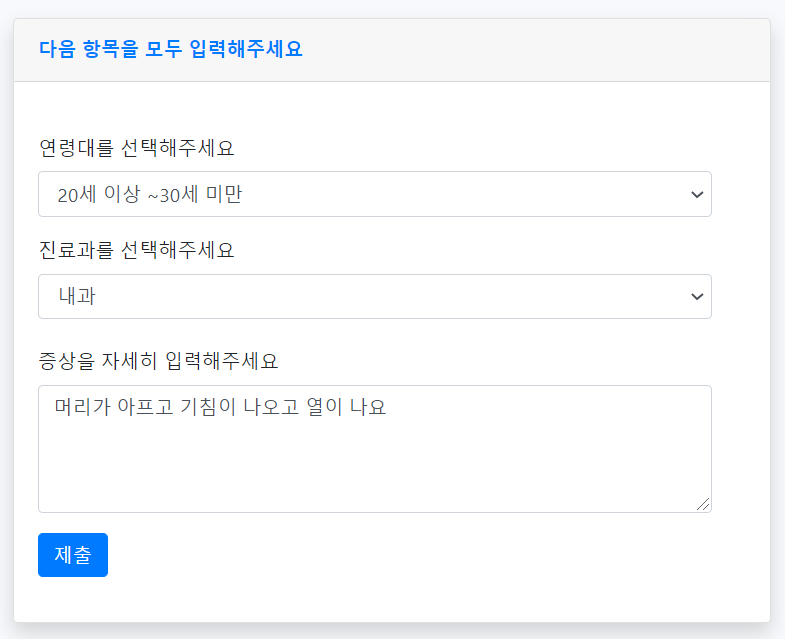 다음 항목을 모두 입력해주세요
연령대를 선택해주세요
20세 이상 ~30세 미만
진료과를 선택해주세요
내과
증상을 자세히 입력해주세요
머리가 아프고 기침이 나오고 열이 나요
제출